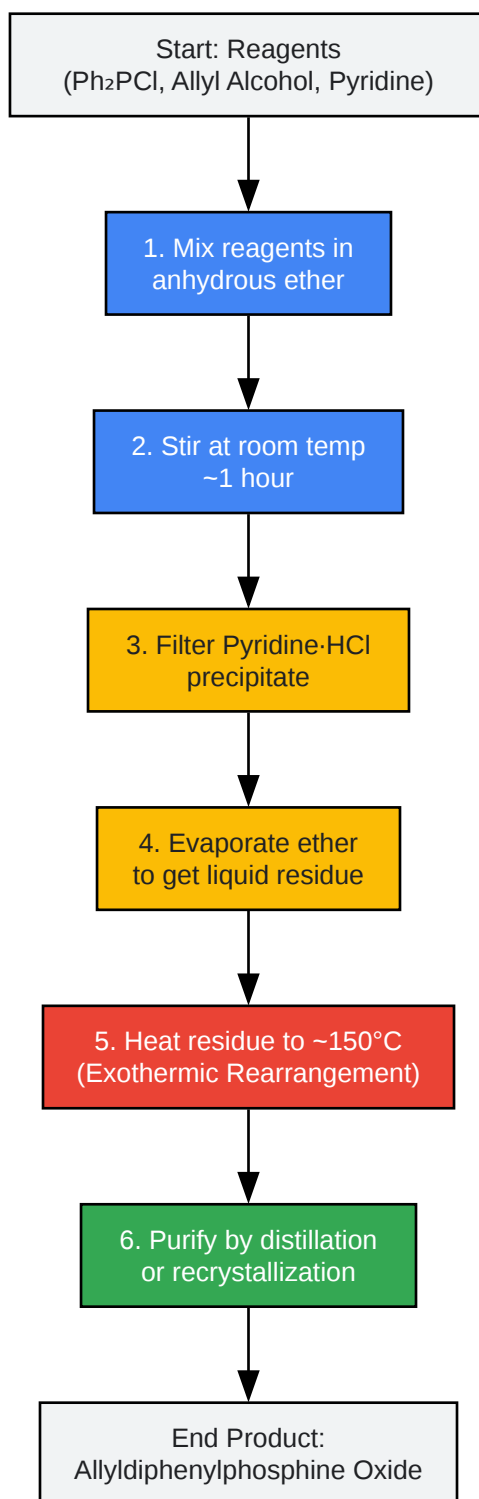 Start: Reagents
(Ph₂PCl, Allyl Alcohol, Pyridine)
1. Mix reagents in
anhydrous ether
2. Stir at room temp
~1 hour
3. Filter Pyridine·HCl
precipitate
4. Evaporate ether
to get liquid residue
5. Heat residue to ~150°C
(Exothermic Rearrangement)
6. Purify by distillation
or recrystallization
End Product:
Allyldiphenylphosphine Oxide